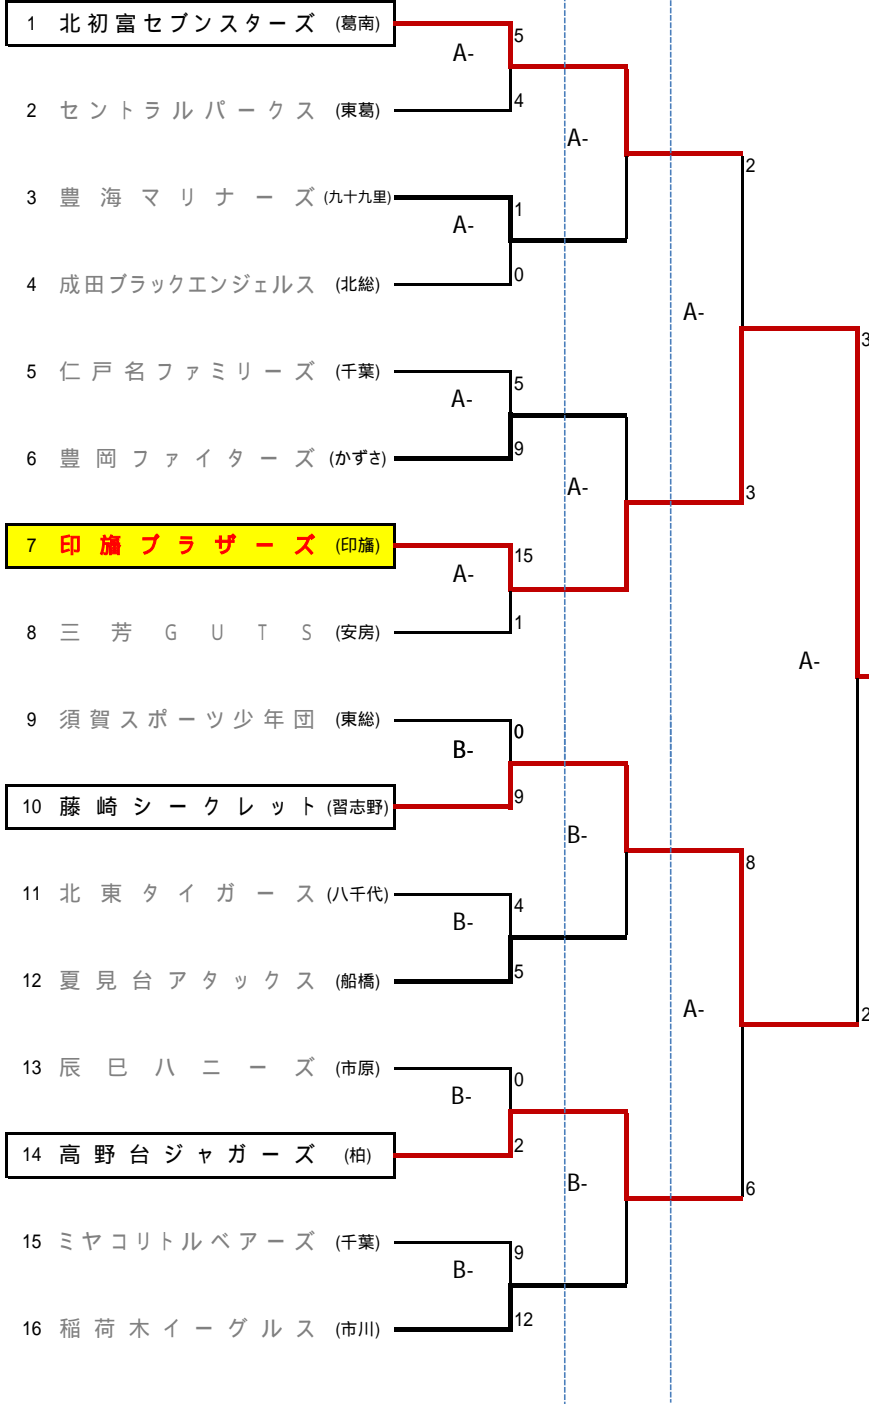 1 北初富セブンスターズ (葛南)
5
A-
4
2 セントラルパークス (東葛)
A-
2
3 豊海マリナーズ (九十九里)
1
A-
0
4 成田ブラックエンジェルス (北総)
A-
3
5 仁戸名ファミリーズ (千葉)
5
A-
9
6 豊岡ファイターズ (かずさ)
A-
3
7 印旛ブラザーズ (印旛)
15
A-
1
8 三芳GUTS (安房)
A-
9 須賀スポーツ少年団 (東総)
0
B-
9
10 藤崎シークレット (習志野)
B-
8
11 北東タイガース (八千代)
4
B-
5
12 夏見台アタックス (船橋)
A-
2
13 辰巳ハニーズ (市原)
0
B-
2
14 高野台ジャガーズ (柏)
B-
6
15 ミヤコリトルベアーズ (千葉)
9
B-
12
16 稲荷木イーグルス (市川)